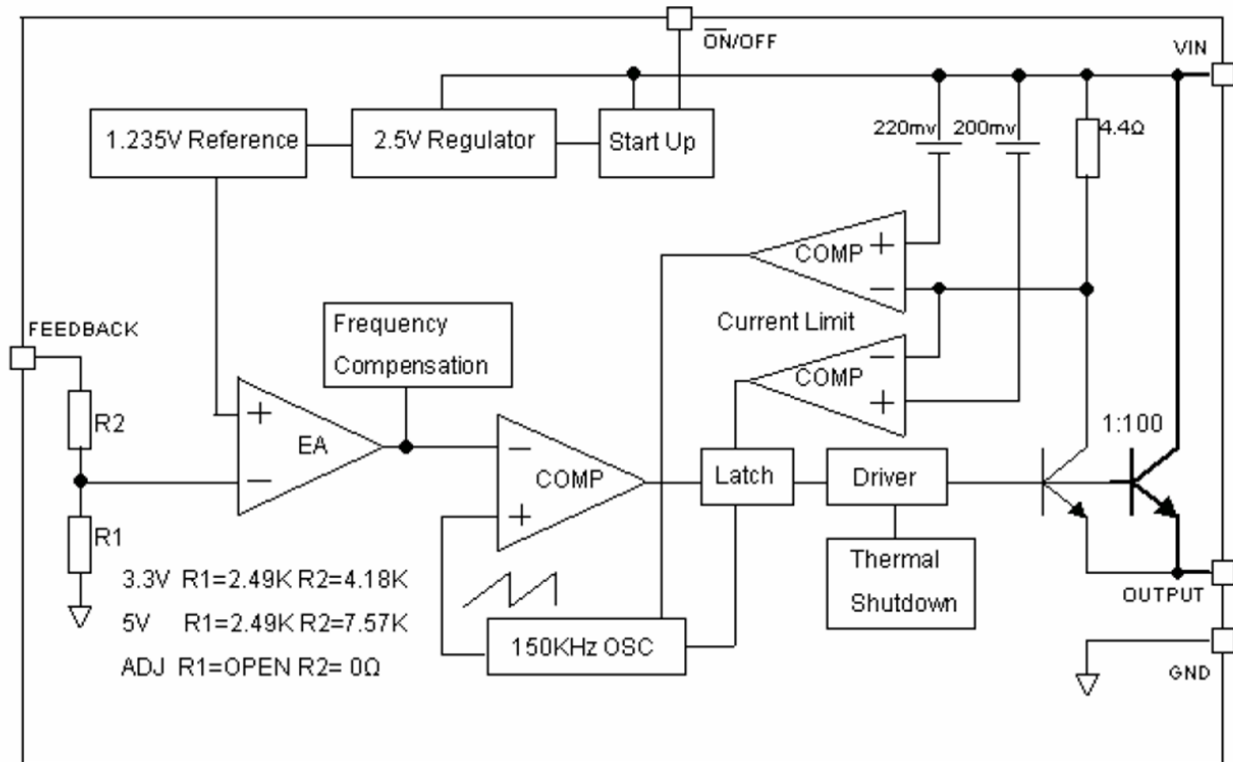 ON/OFF
VIN
1.235V Reference
2.5V Regulator
Start Up
220mv
200mv
4.4Ω
COMP
+
−
FEEDBACK
Frequency
Compensation
Current Limit
−
COMP
+
R2
+
EA
−
−
COMP
+
1:100
Latch
Driver
R1
Thermal
Shutdown
3.3V R1=2.49K R2=4.18K
5V R1=2.49K R2=7.57K
ADJ R1=OPEN R2= 0Ω
150KHz OSC
OUTPUT
GND